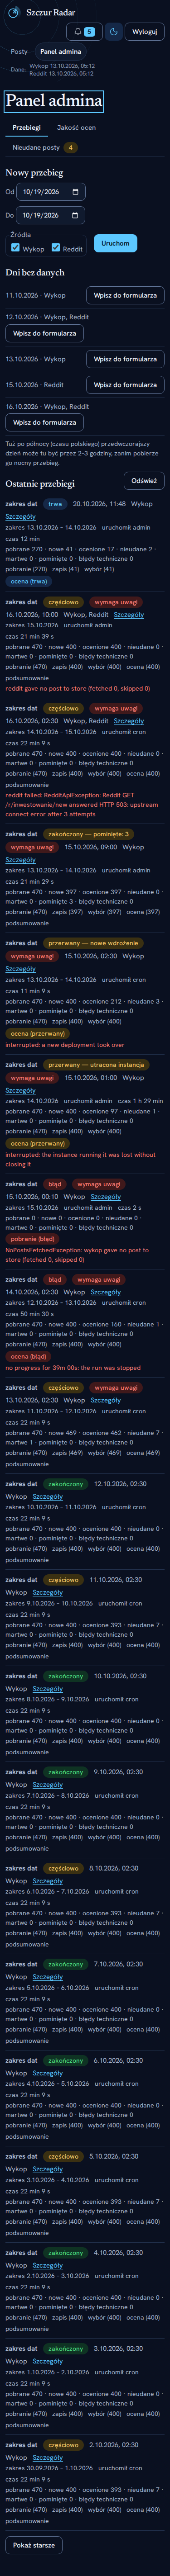 Szczur Radar
5
Wyloguj
Posty
Panel admina
Dane:
Wykop 13.10.2026, 05:12
Reddit 13.10.2026, 05:12
Panel admina
Przebiegi
Jakość ocen
Nieudane posty 4
Nowy przebieg
Od 10/19/2026
Do 10/19/2026
Źródła
Wykop
Reddit
Uruchom
Dni bez danych
11.10.2026 · Wykop
Wpisz do formularza
12.10.2026 · Wykop, Reddit
Wpisz do formularza
13.10.2026 · Wykop
Wpisz do formularza
15.10.2026 · Reddit
Wpisz do formularza
16.10.2026 · Wykop, Reddit
Wpisz do formularza
Tuż po północy (czasu polskiego) przedwczorajszy
dzień może tu być przez 2–3 godziny, zanim pobierze
go nocny przebieg.
Ostatnie przebiegi
Odśwież
zakres dat trwa 20.10.2026, 11:48 Wykop
Szczegóły
zakres 13.10.2026 – 14.10.2026 uruchomił admin
czas 12 min
pobrane 270 · nowe 41 · ocenione 17 · nieudane 2 ·
martwe 0 · pominięte 0 · błędy techniczne 0
pobranie (270) zapis (41) wybór (41)
ocena (trwa)
zakres dat częściowo wymaga uwagi
16.10.2026, 10:00 Wykop, Reddit Szczegóły
zakres 15.10.2026 uruchomił admin
czas 21 min 39 s
pobrane 470 · nowe 400 · ocenione 400 · nieudane 0 ·
martwe 0 · pominięte 0 · błędy techniczne 0
pobranie (470) zapis (400) wybór (400) ocena (400)
podsumowanie
reddit gave no post to store (fetched 0, skipped 0)
zakres dat częściowo wymaga uwagi
16.10.2026, 02:30 Wykop, Reddit Szczegóły
zakres 14.10.2026 – 15.10.2026 uruchomił cron
czas 22 min 9 s
pobrane 470 · nowe 400 · ocenione 400 · nieudane 0 ·
martwe 0 · pominięte 0 · błędy techniczne 0
pobranie (470) zapis (400) wybór (400) ocena (400)
podsumowanie
reddit failed: RedditApiException: Reddit GET
/r/inwestowanie/new answered HTTP 503: upstream
connect error after 3 attempts
zakres dat zakończony — pominięte: 3
wymaga uwagi 15.10.2026, 09:00 Wykop
Szczegóły
zakres 13.10.2026 – 14.10.2026 uruchomił admin
czas 21 min 29 s
pobrane 470 · nowe 397 · ocenione 397 · nieudane 0 ·
martwe 0 · pominięte 3 · błędy techniczne 0
pobranie (470) zapis (397) wybór (397) ocena (397)
podsumowanie
zakres dat przerwany — nowe wdrożenie
wymaga uwagi 15.10.2026, 02:30 Wykop
Szczegóły
zakres 13.10.2026 – 14.10.2026 uruchomił cron
czas 11 min 9 s
pobrane 470 · nowe 400 · ocenione 212 · nieudane 3 ·
martwe 0 · pominięte 0 · błędy techniczne 0
pobranie (470) zapis (400) wybór (400)
ocena (przerwany)
interrupted: a new deployment took over
zakres dat przerwany — utracona instancja
wymaga uwagi 15.10.2026, 01:00 Wykop
Szczegóły
zakres 14.10.2026 uruchomił admin czas 1 h 29 min
pobrane 470 · nowe 400 · ocenione 97 · nieudane 1 ·
martwe 0 · pominięte 0 · błędy techniczne 0
pobranie (470) zapis (400) wybór (400)
ocena (przerwany)
interrupted: the instance running it was lost without
closing it
zakres dat błąd wymaga uwagi
15.10.2026, 00:10 Wykop Szczegóły
zakres 15.10.2026 uruchomił admin czas 2 s
pobrane 0 · nowe 0 · ocenione 0 · nieudane 0 ·
martwe 0 · pominięte 0 · błędy techniczne 0
pobranie (błąd)
NoPostsFetchedException: wykop gave no post to
store (fetched 0, skipped 0)
zakres dat błąd wymaga uwagi
14.10.2026, 02:30 Wykop Szczegóły
zakres 12.10.2026 – 13.10.2026 uruchomił cron
czas 50 min 30 s
pobrane 470 · nowe 400 · ocenione 160 · nieudane 1 ·
martwe 0 · pominięte 0 · błędy techniczne 0
pobranie (470) zapis (400) wybór (400)
ocena (błąd)
no progress for 39m 00s: the run was stopped
zakres dat częściowo wymaga uwagi
13.10.2026, 02:30 Wykop Szczegóły
zakres 11.10.2026 – 12.10.2026 uruchomił cron
czas 22 min 9 s
pobrane 470 · nowe 469 · ocenione 462 · nieudane 7 ·
martwe 1 · pominięte 0 · błędy techniczne 0
pobranie (470) zapis (469) wybór (469) ocena (469)
podsumowanie
zakres dat zakończony 12.10.2026, 02:30
Wykop Szczegóły
zakres 10.10.2026 – 11.10.2026 uruchomił cron
czas 22 min 9 s
pobrane 470 · nowe 400 · ocenione 400 · nieudane 0 ·
martwe 0 · pominięte 0 · błędy techniczne 0
pobranie (470) zapis (400) wybór (400) ocena (400)
podsumowanie
zakres dat częściowo 11.10.2026, 02:30
Wykop Szczegóły
zakres 9.10.2026 – 10.10.2026 uruchomił cron
czas 22 min 9 s
pobrane 470 · nowe 400 · ocenione 393 · nieudane 7 ·
martwe 0 · pominięte 0 · błędy techniczne 0
pobranie (470) zapis (400) wybór (400) ocena (400)
podsumowanie
zakres dat zakończony 10.10.2026, 02:30
Wykop Szczegóły
zakres 8.10.2026 – 9.10.2026 uruchomił cron
czas 22 min 9 s
pobrane 470 · nowe 400 · ocenione 400 · nieudane 0 ·
martwe 0 · pominięte 0 · błędy techniczne 0
pobranie (470) zapis (400) wybór (400) ocena (400)
podsumowanie
zakres dat zakończony 9.10.2026, 02:30
Wykop Szczegóły
zakres 7.10.2026 – 8.10.2026 uruchomił cron
czas 22 min 9 s
pobrane 470 · nowe 400 · ocenione 400 · nieudane 0 ·
martwe 0 · pominięte 0 · błędy techniczne 0
pobranie (470) zapis (400) wybór (400) ocena (400)
podsumowanie
zakres dat częściowo 8.10.2026, 02:30
Wykop Szczegóły
zakres 6.10.2026 – 7.10.2026 uruchomił cron
czas 22 min 9 s
pobrane 470 · nowe 400 · ocenione 393 · nieudane 7 ·
martwe 0 · pominięte 0 · błędy techniczne 0
pobranie (470) zapis (400) wybór (400) ocena (400)
podsumowanie
zakres dat zakończony 7.10.2026, 02:30
Wykop Szczegóły
zakres 5.10.2026 – 6.10.2026 uruchomił cron
czas 22 min 9 s
pobrane 470 · nowe 400 · ocenione 400 · nieudane 0 ·
martwe 0 · pominięte 0 · błędy techniczne 0
pobranie (470) zapis (400) wybór (400) ocena (400)
podsumowanie
zakres dat zakończony 6.10.2026, 02:30
Wykop Szczegóły
zakres 4.10.2026 – 5.10.2026 uruchomił cron
czas 22 min 9 s
pobrane 470 · nowe 400 · ocenione 400 · nieudane 0 ·
martwe 0 · pominięte 0 · błędy techniczne 0
pobranie (470) zapis (400) wybór (400) ocena (400)
podsumowanie
zakres dat częściowo 5.10.2026, 02:30
Wykop Szczegóły
zakres 3.10.2026 – 4.10.2026 uruchomił cron
czas 22 min 9 s
pobrane 470 · nowe 400 · ocenione 393 · nieudane 7 ·
martwe 0 · pominięte 0 · błędy techniczne 0
pobranie (470) zapis (400) wybór (400) ocena (400)
podsumowanie
zakres dat zakończony 4.10.2026, 02:30
Wykop Szczegóły
zakres 2.10.2026 – 3.10.2026 uruchomił cron
czas 22 min 9 s
pobrane 470 · nowe 400 · ocenione 400 · nieudane 0 ·
martwe 0 · pominięte 0 · błędy techniczne 0
pobranie (470) zapis (400) wybór (400) ocena (400)
podsumowanie
zakres dat zakończony 3.10.2026, 02:30
Wykop Szczegóły
zakres 1.10.2026 – 2.10.2026 uruchomił cron
czas 22 min 9 s
pobrane 470 · nowe 400 · ocenione 400 · nieudane 0 ·
martwe 0 · pominięte 0 · błędy techniczne 0
pobranie (470) zapis (400) wybór (400) ocena (400)
podsumowanie
zakres dat częściowo 2.10.2026, 02:30
Wykop Szczegóły
zakres 30.09.2026 – 1.10.2026 uruchomił cron
czas 22 min 9 s
pobrane 470 · nowe 400 · ocenione 393 · nieudane 7 ·
martwe 0 · pominięte 0 · błędy techniczne 0
pobranie (470) zapis (400) wybór (400) ocena (400)
podsumowanie
Pokaż starsze